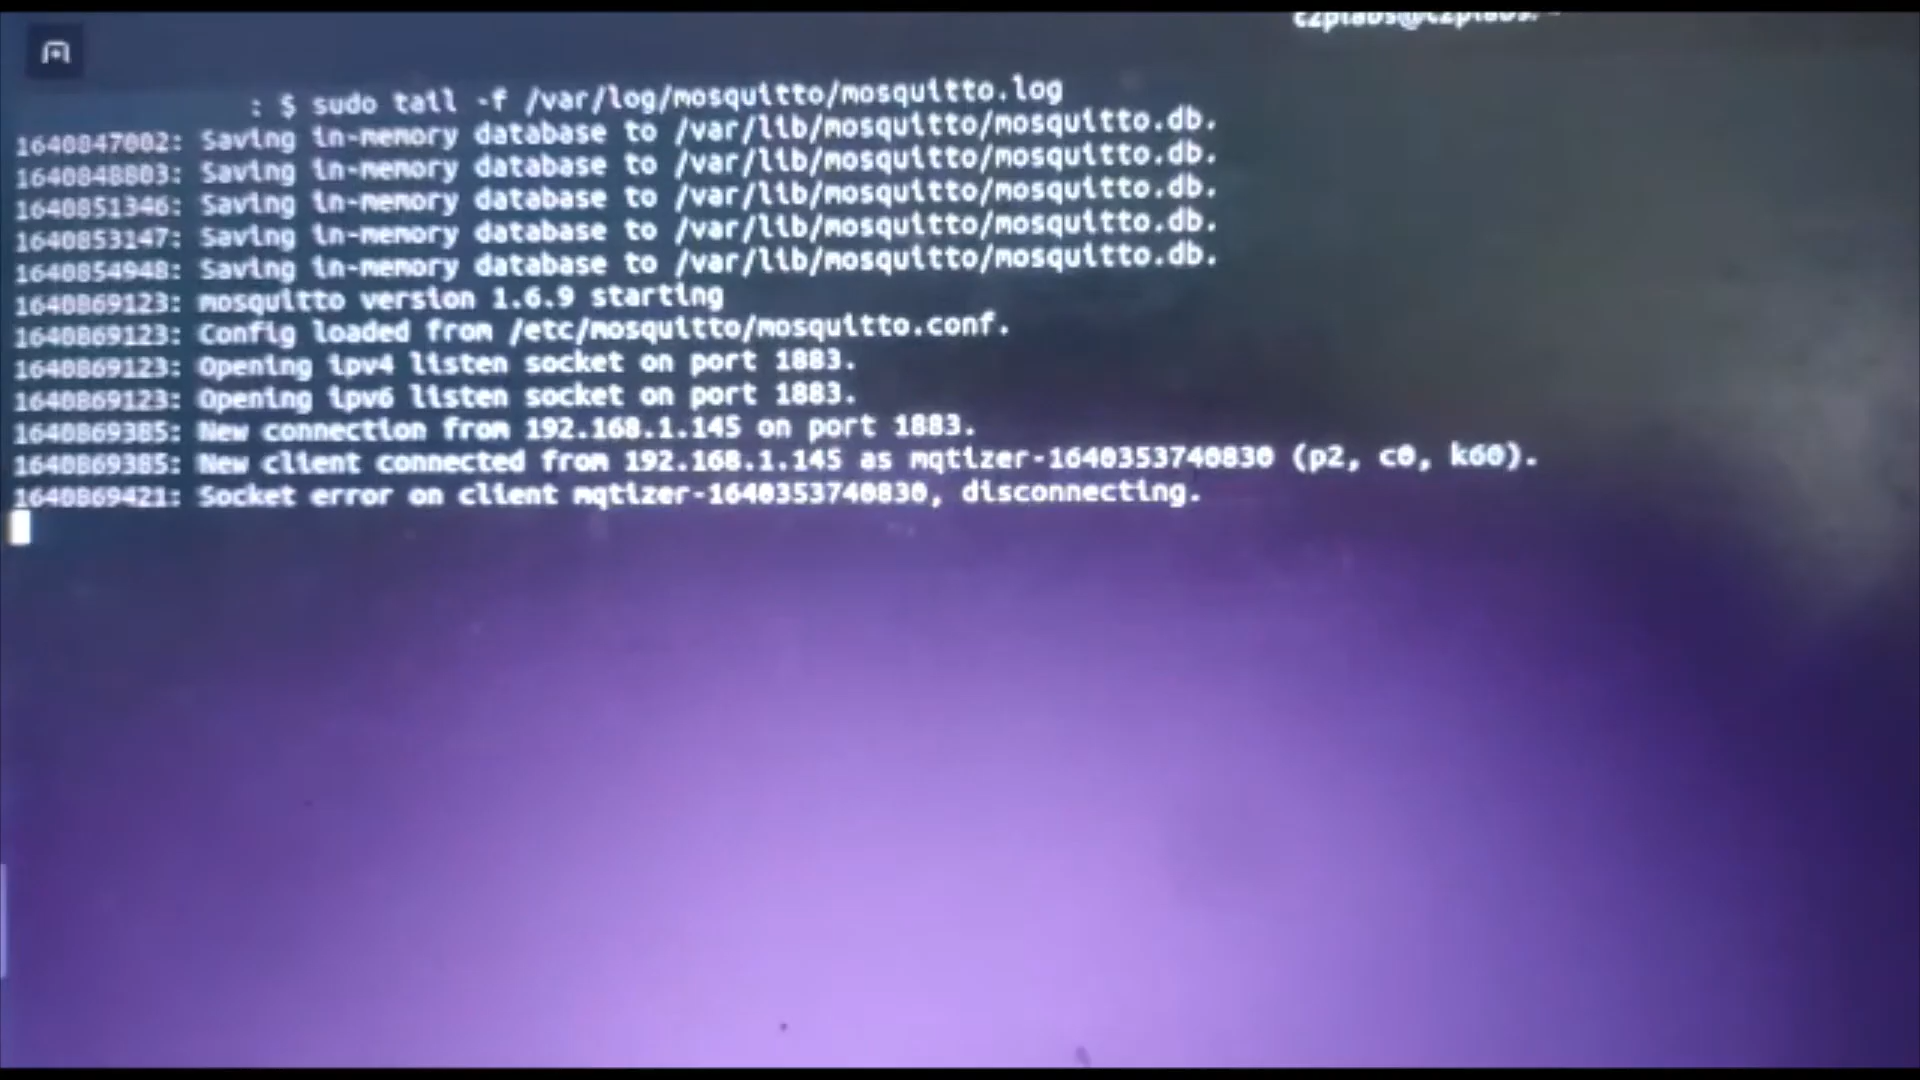 c2plabs@c2plabs: ~
: $ sudo tail -f /var/log/mosquitto/mosquitto.log
1640847002: Saving in-memory database to /var/lib/mosquitto/mosquitto.db.
1640848803: Saving in-memory database to /var/lib/mosquitto/mosquitto.db.
1640851346: Saving in-memory database to /var/lib/mosquitto/mosquitto.db.
1640853147: Saving in-memory database to /var/lib/mosquitto/mosquitto.db.
1640854948: Saving in-memory database to /var/lib/mosquitto/mosquitto.db.
1640869123: mosquitto version 1.6.9 starting
1640869123: Config loaded from /etc/mosquitto/mosquitto.conf.
1640869123: Opening ipv4 listen socket on port 1883.
1640869123: Opening ipv6 listen socket on port 1883.
1640869385: New connection from 192.168.1.145 on port 1883.
1640869385: New client connected from 192.168.1.145 as mqtizer-1640353740830 (p2, c0, k60).
1640869421: Socket error on client mqtizer-1640353740830, disconnecting.